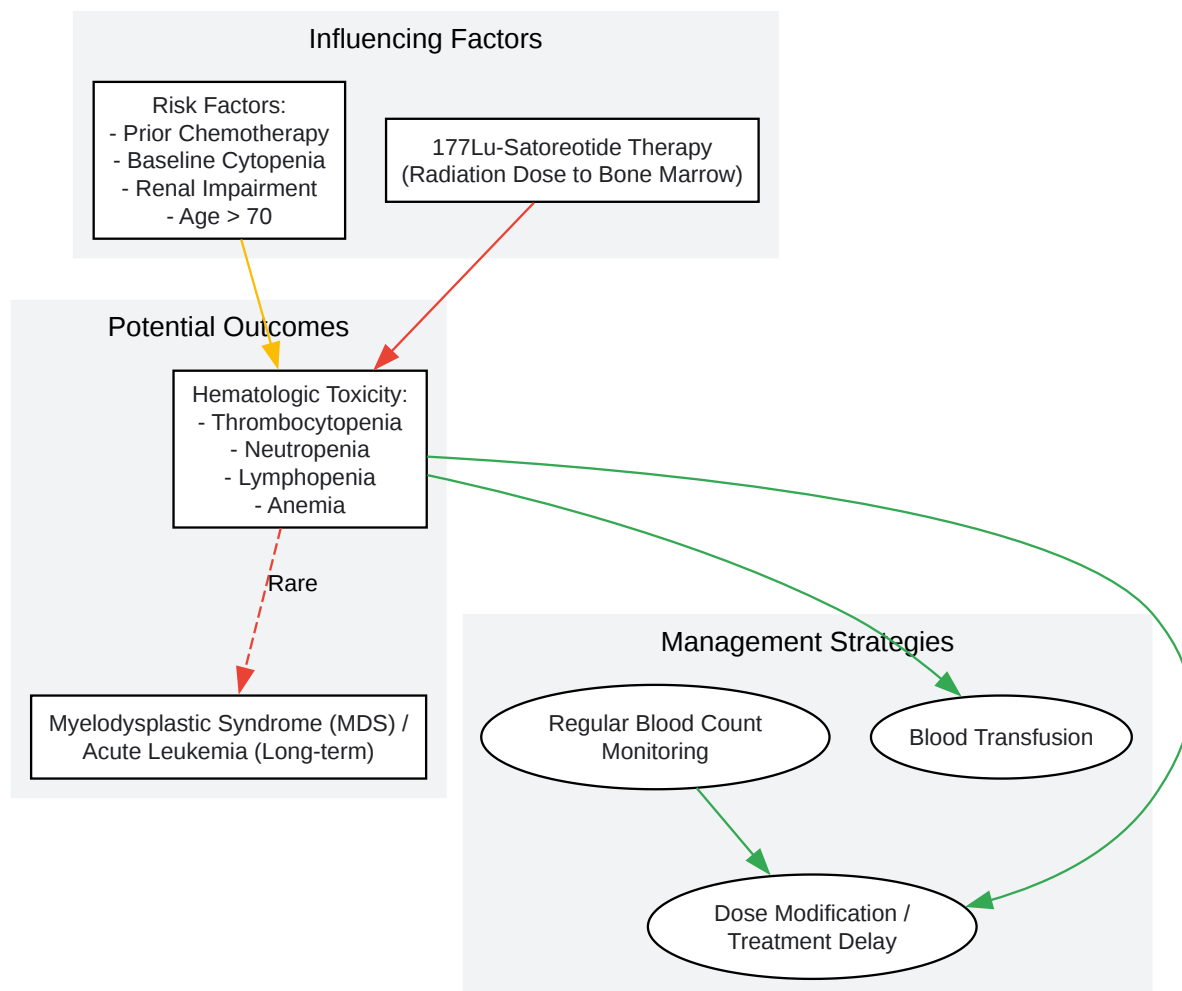 Influencing Factors
Risk Factors:
- Prior Chemotherapy
- Baseline Cytopenia
- Renal Impairment
- Age > 70
177Lu-Satoreotide Therapy
(Radiation Dose to Bone Marrow)
Potential Outcomes
Hematologic Toxicity:
- Thrombocytopenia
- Neutropenia
- Lymphopenia
- Anemia
Rare
Myelodysplastic Syndrome (MDS) /
Acute Leukemia (Long-term)
Management Strategies
Regular Blood Count
Monitoring
Blood Transfusion
Dose Modification /
Treatment Delay